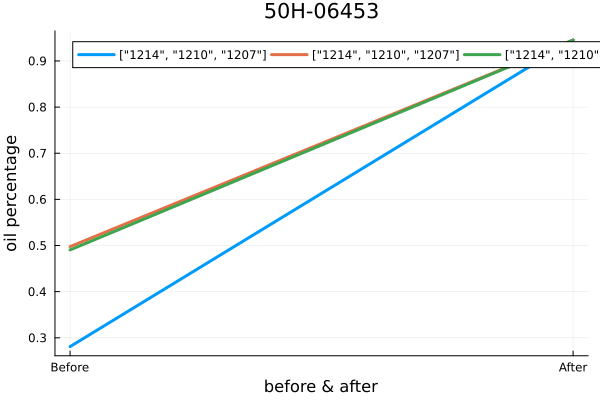 50H-06453
["1214", "1210", "1207"] ["1214", "1210", "1207"] ["1214", "1210"
0.9
0.8
0.7
0.6
0.5
0.4
0.3
oil percentage
Before After
before & after